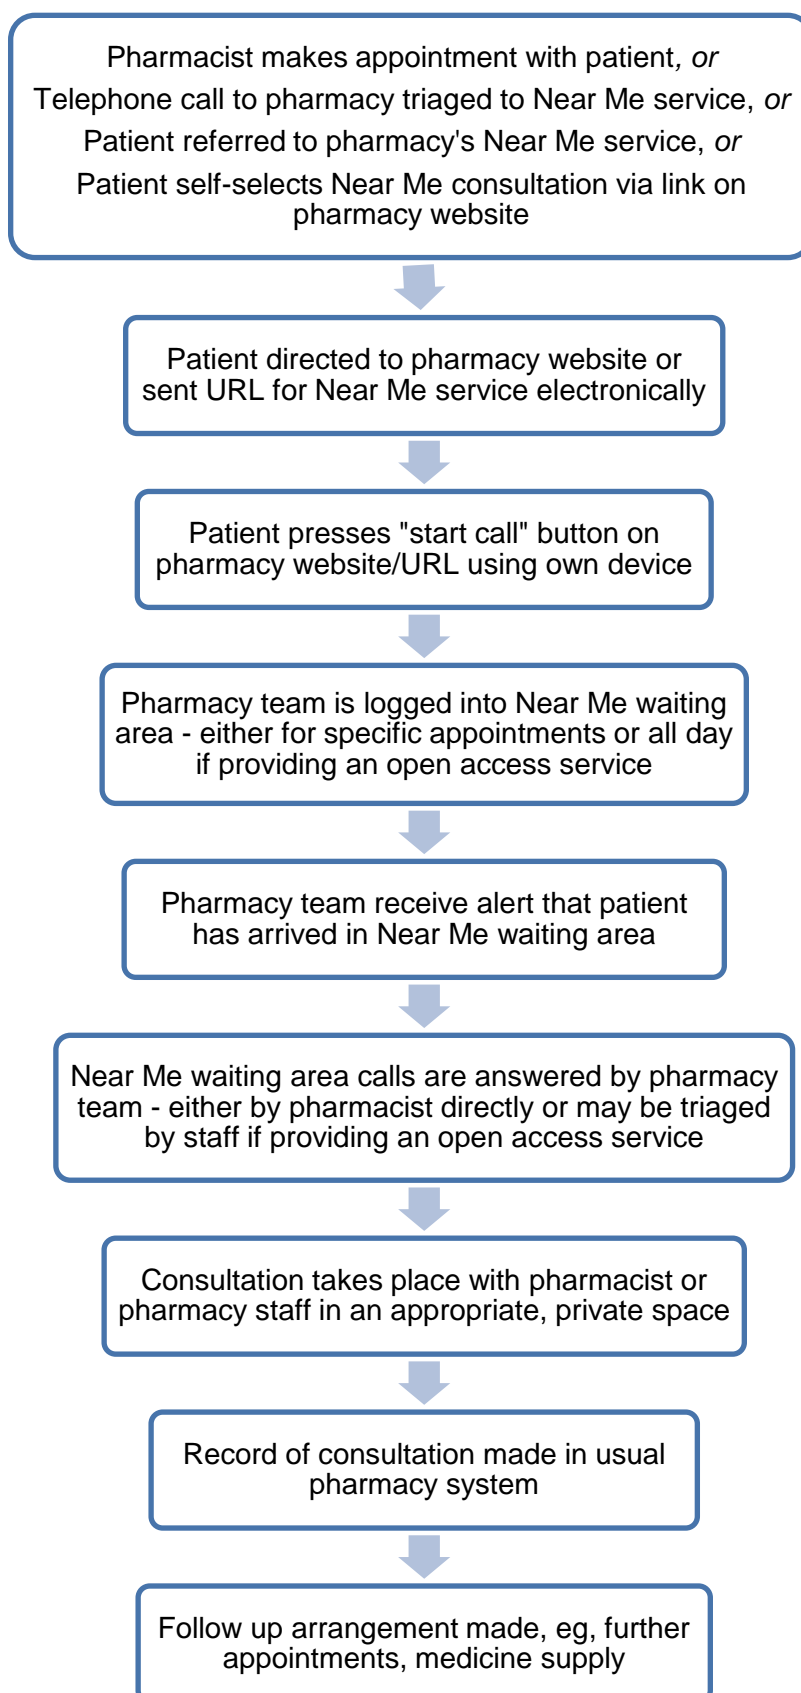 Pharmacist makes appointment with patient, or
Telephone call to pharmacy triaged to Near Me service, or
Patient referred to pharmacy's Near Me service, or
Patient self-selects Near Me consultation via link on
pharmacy website
Patient directed to pharmacy website or
sent URL for Near Me service electronically
Patient presses "start call" button on
pharmacy website/URL using own device
Pharmacy team is logged into Near Me waiting
area - either for specific appointments or all day
if providing an open access service
Pharmacy team receive alert that patient
has arrived in Near Me waiting area
Near Me waiting area calls are answered by pharmacy
team - either by pharmacist directly or may be triaged
by staff if providing an open access service
Consultation takes place with pharmacist or
pharmacy staff in an appropriate, private space
Record of consultation made in usual
pharmacy system
Follow up arrangement made, eg, further
appointments, medicine supply